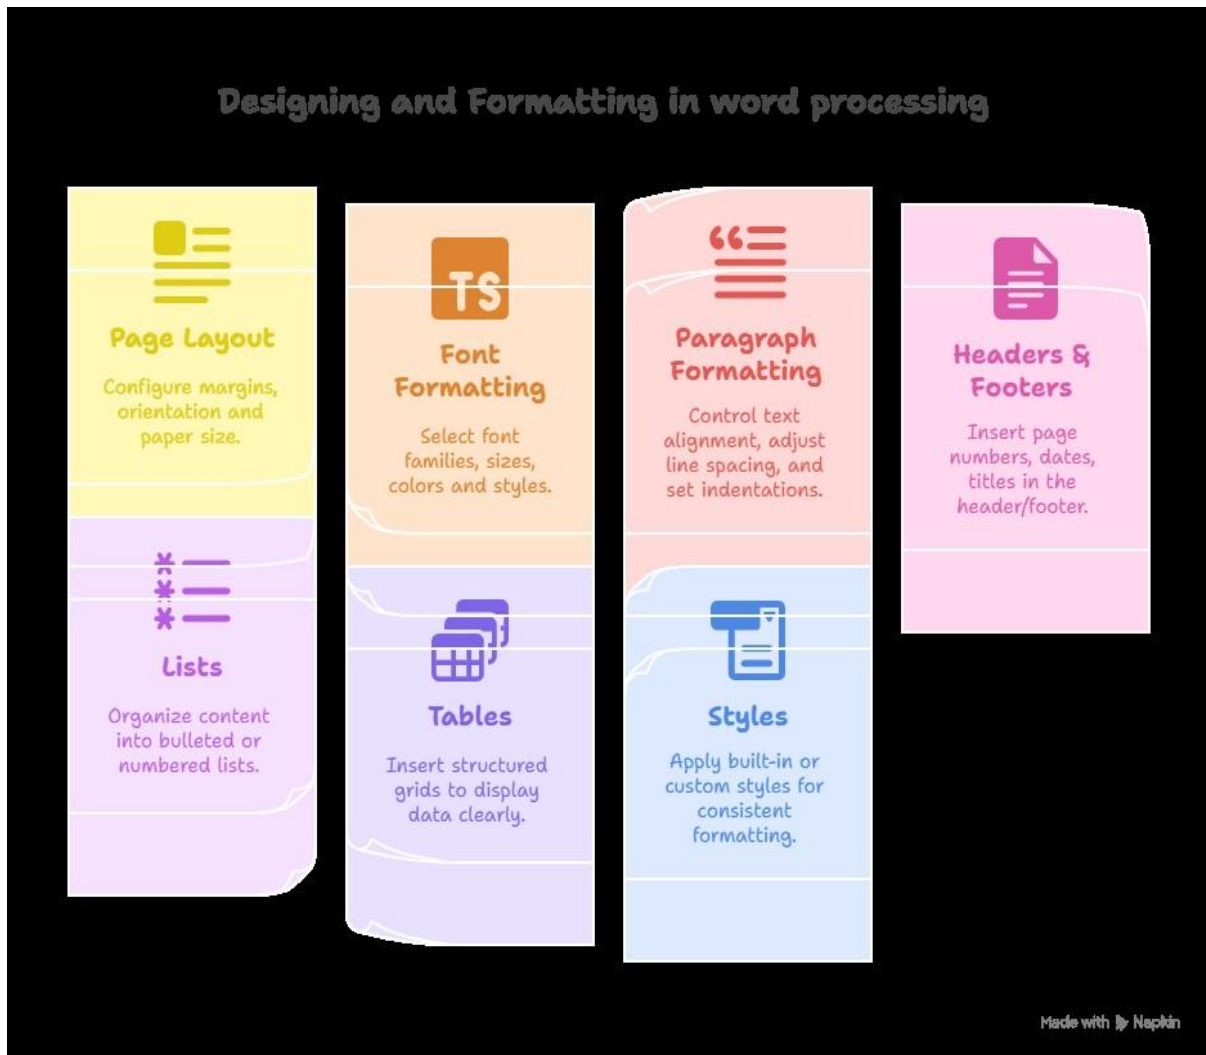 Designing and Formatting in word processing
Page Layout
Configure margins,
orientation and
paper size.
TS
Font
Formatting
Select font
families, sizes,
colors and styles.
Paragraph
Formatting
Control text
alignment, adjust
line spacing, and
set indentations.
Headers &
Footers
Insert page
numbers, dates,
titles in the
header/footer.
Lists
Organize content
into bulleted or
numbered lists.
Tables
Insert structured
grids to display
data clearly.
Styles
Apply built-in or
custom styles for
consistent
formatting.
Made with Napkin